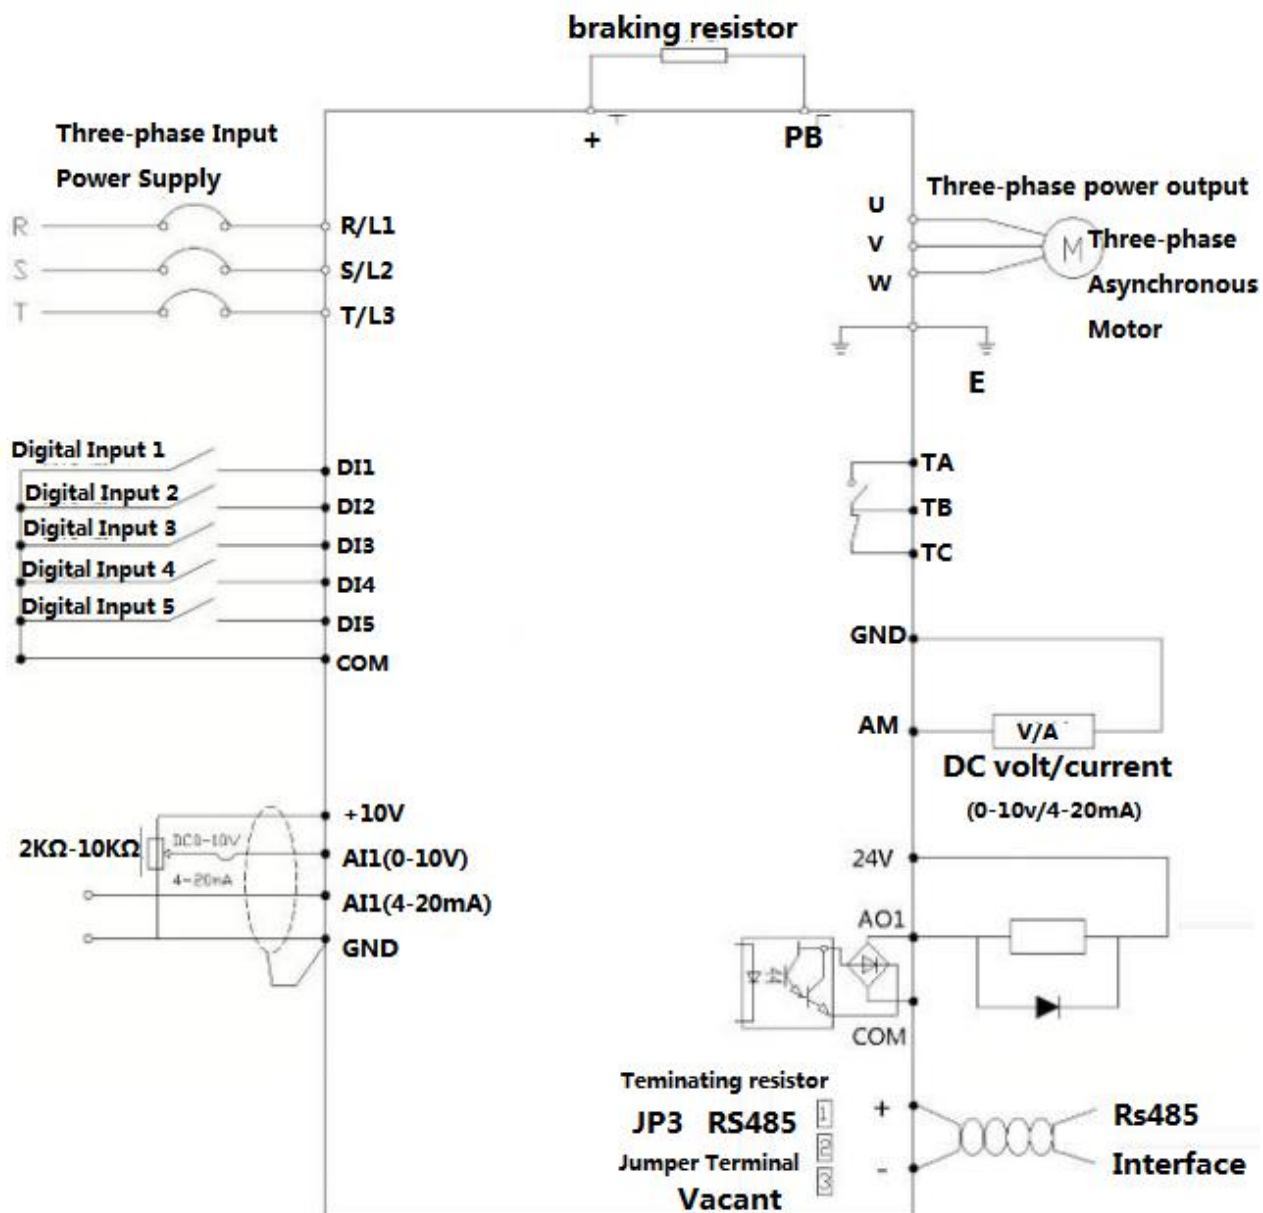 braking resistor
+
PB
Three-phase Input
Power Supply
R
R/L1
S
S/L2
T
T/L3
Three-phase power output
U
V
W
M
Three-phase
Asynchronous
Motor
E
Digital Input 1
DI1
Digital Input 2
DI2
Digital Input 3
DI3
Digital Input 4
DI4
Digital Input 5
DI5
COM
TA
TB
TC
GND
AM
V/A
DC volt/current
(0-10v/4-20mA)
+10V
2KΩ-10KΩ
DC0-10V
AI1(0-10V)
4-20mA
AI1(4-20mA)
GND
24V
AO1
COM
Teminating resistor
JP3 RS485
1
2
Jumper Terminal
3
Vacant
+
-
Rs485
Interface